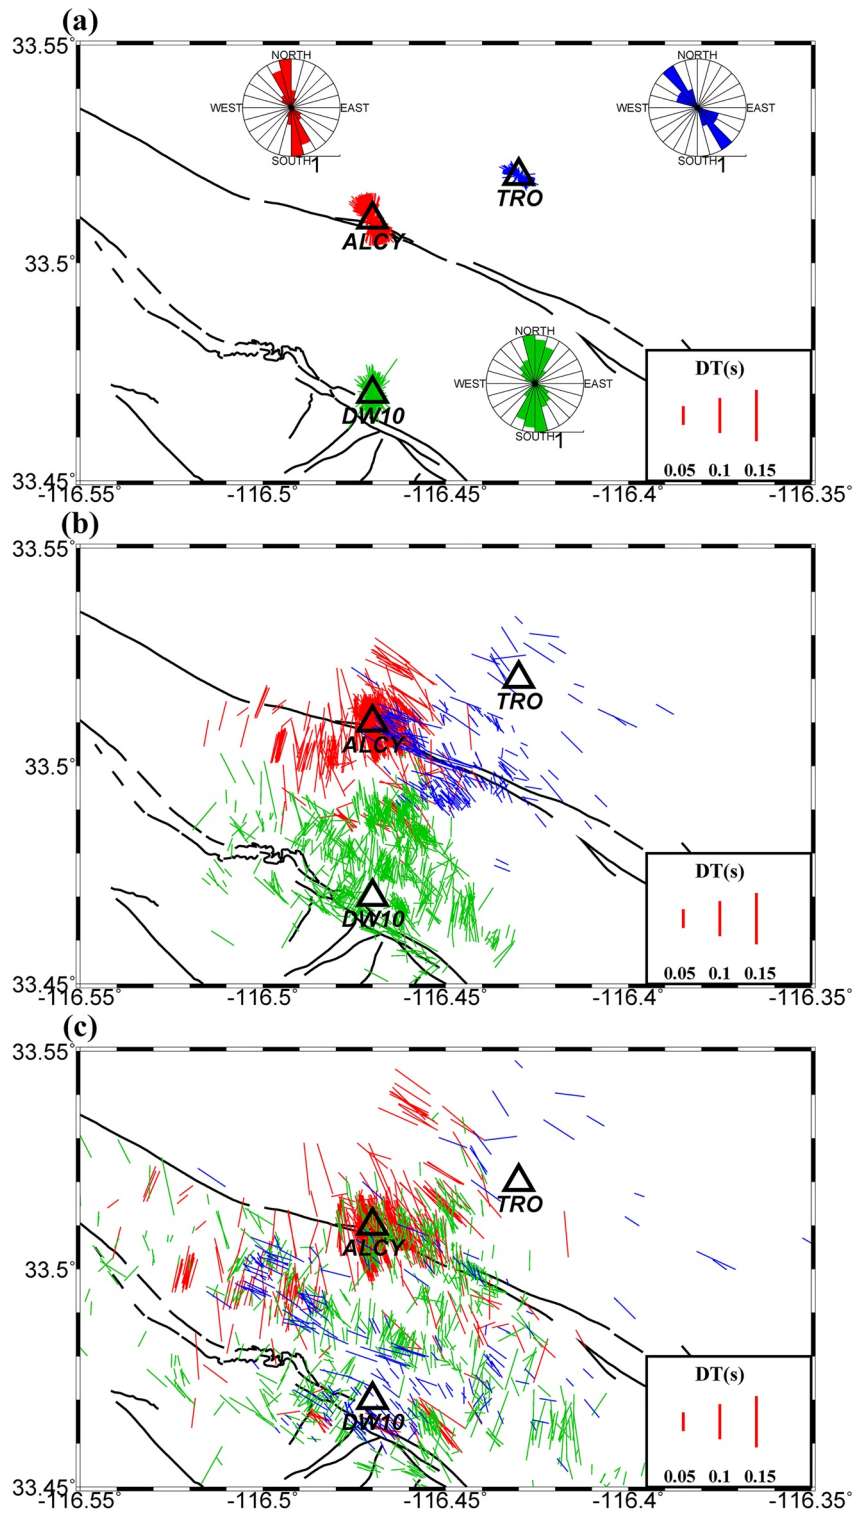 (a)
33.55°
NORTH
NORTH
WEST
EAST
WEST
EAST
SOUTH
1
SOUTH
1
TRO
ALCY
33.5°
NORTH
WEST
EAST
DT(s)
DW10
SOUTH
1
0.05 0.1 0.15
33.45°
-116.55° -116.5° -116.45° -116.4° -116.35°
(b)
33.55°
TRO
ALCY
33.5°
DT(s)
DW10
0.05 0.1 0.15
33.45°
-116.55° -116.5° -116.45° -116.4° -116.35°
(c)
33.55°
TRO
ALCY
33.5°
DT(s)
DW10
0.05 0.1 0.15
33.45°
-116.55° -116.5° -116.45° -116.4° -116.35°